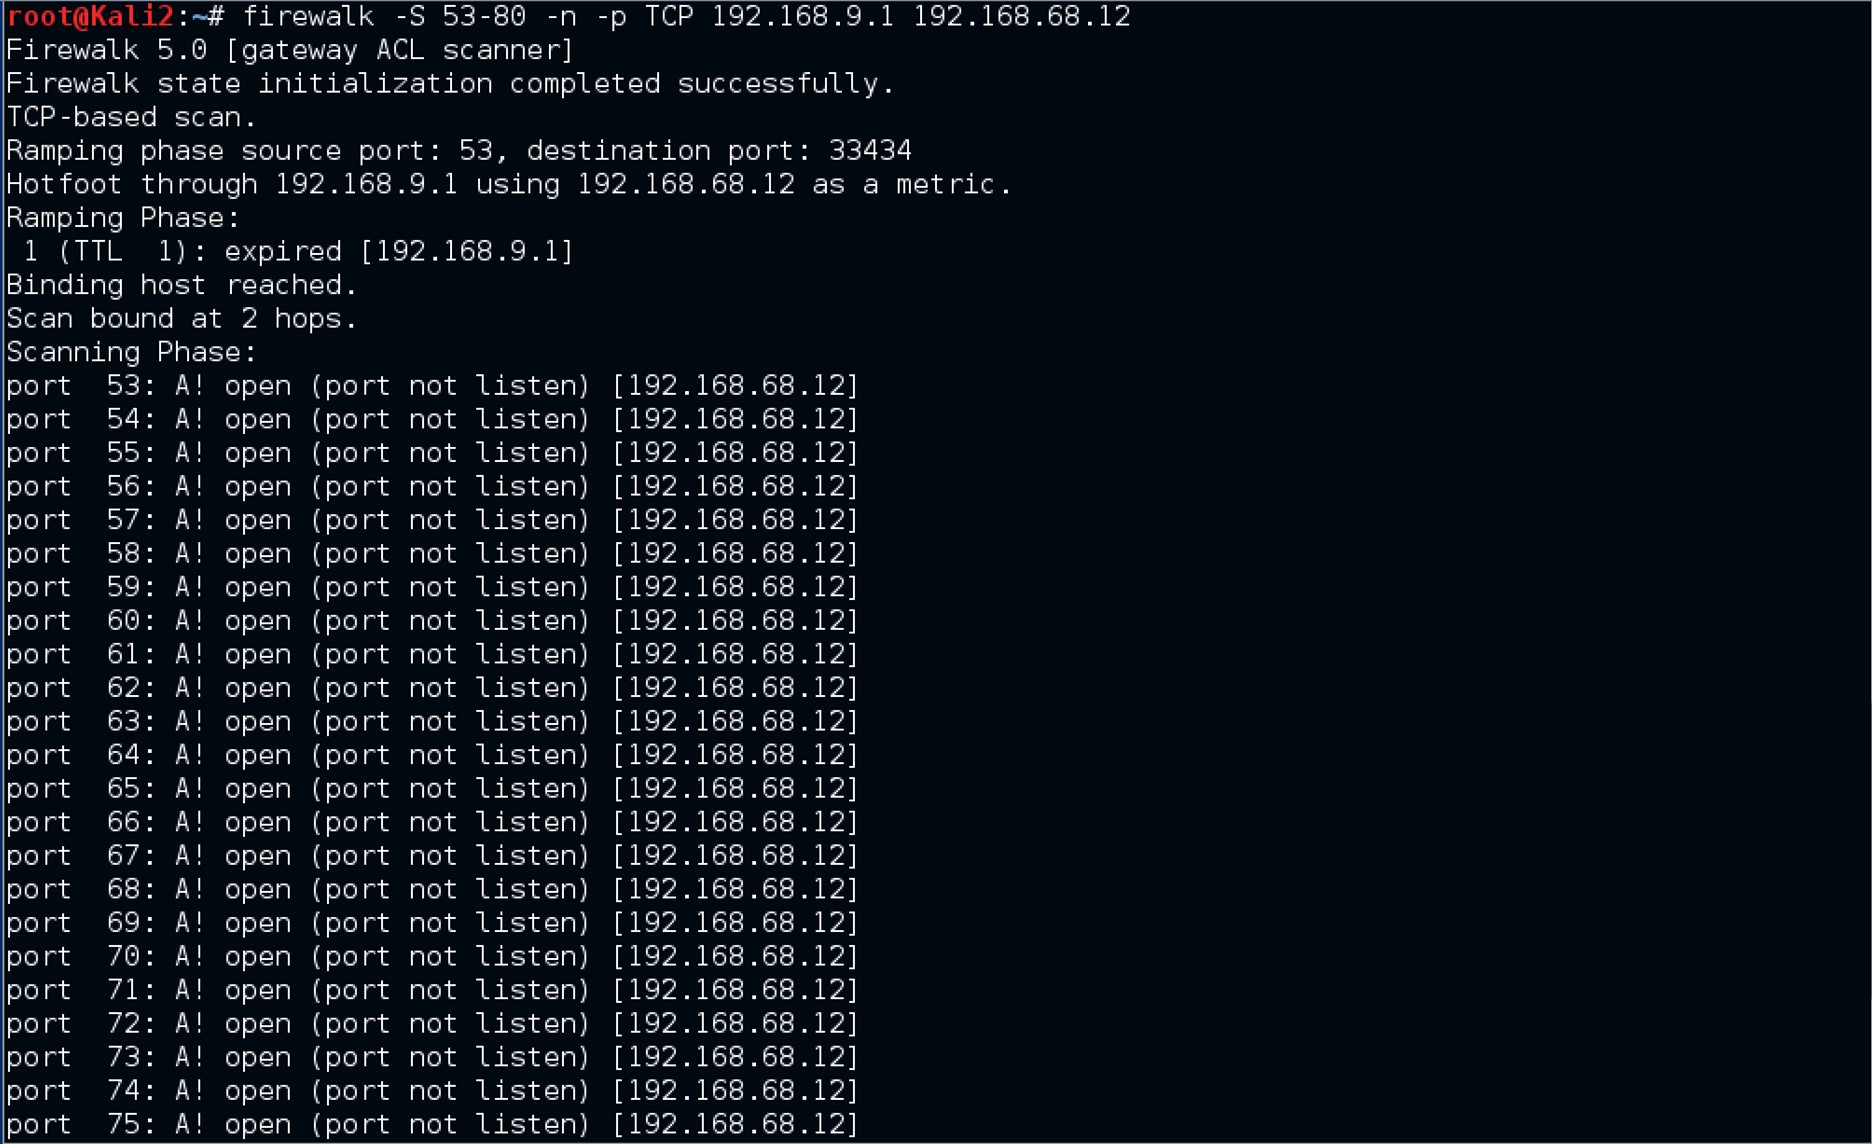 root@Kali2:~# firewalk -S 53-80 -n -p TCP 192.168.9.1 192.168.68.12
Firewalk 5.0 [gateway ACL scanner]
Firewalk state initialization completed successfully.
TCP-based scan.
Ramping phase source port: 53, destination port: 33434
Hotfoot through 192.168.9.1 using 192.168.68.12 as a metric.
Ramping Phase:
 1 (TTL  1): expired [192.168.9.1]
Binding host reached.
Scan bound at 2 hops.
Scanning Phase:
port  53: A! open (port not listen) [192.168.68.12]
port  54: A! open (port not listen) [192.168.68.12]
port  55: A! open (port not listen) [192.168.68.12]
port  56: A! open (port not listen) [192.168.68.12]
port  57: A! open (port not listen) [192.168.68.12]
port  58: A! open (port not listen) [192.168.68.12]
port  59: A! open (port not listen) [192.168.68.12]
port  60: A! open (port not listen) [192.168.68.12]
port  61: A! open (port not listen) [192.168.68.12]
port  62: A! open (port not listen) [192.168.68.12]
port  63: A! open (port not listen) [192.168.68.12]
port  64: A! open (port not listen) [192.168.68.12]
port  65: A! open (port not listen) [192.168.68.12]
port  66: A! open (port not listen) [192.168.68.12]
port  67: A! open (port not listen) [192.168.68.12]
port  68: A! open (port not listen) [192.168.68.12]
port  69: A! open (port not listen) [192.168.68.12]
port  70: A! open (port not listen) [192.168.68.12]
port  71: A! open (port not listen) [192.168.68.12]
port  72: A! open (port not listen) [192.168.68.12]
port  73: A! open (port not listen) [192.168.68.12]
port  74: A! open (port not listen) [192.168.68.12]
port  75: A! open (port not listen) [192.168.68.12]